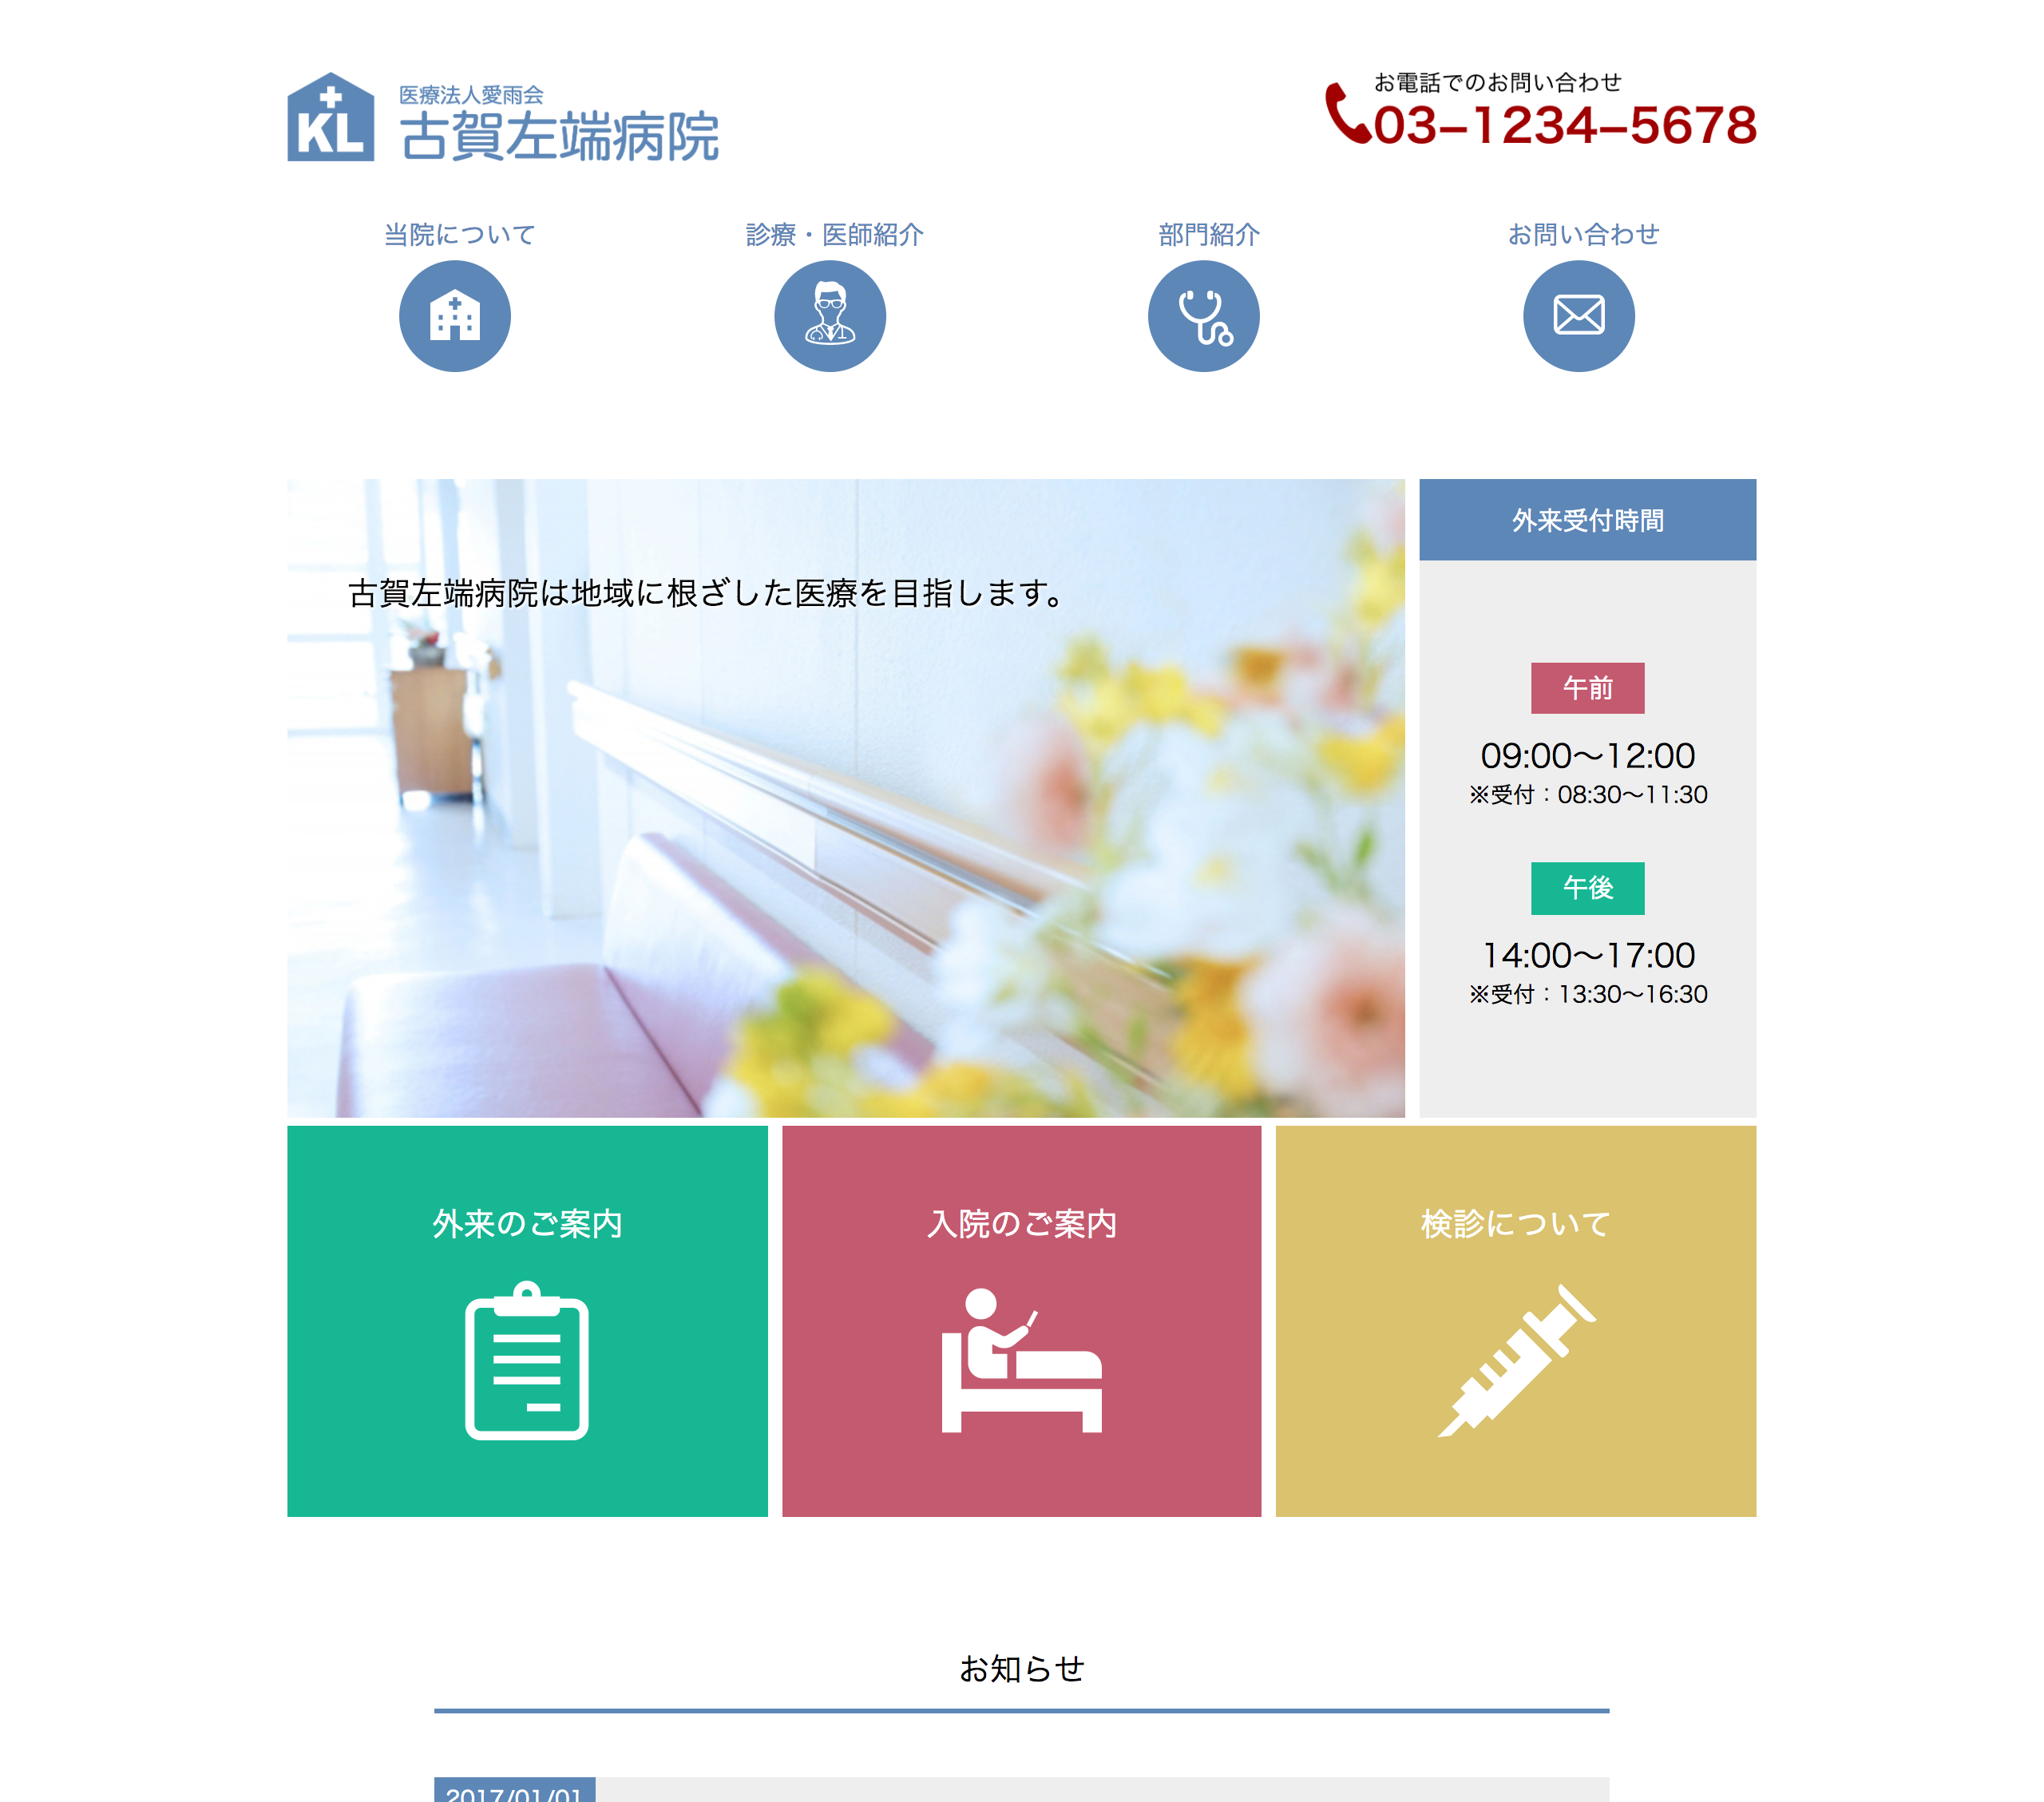 医療法人愛雨会
KL
古賀左端病院
お電話でのお問い合わせ
03-1234-5678
当院について
診療・医師紹介
部門紹介
お問い合わせ
古賀左端病院は地域に根ざした医療を目指します。
外来受付時間
午前
09:00〜12:00
※受付：08:30〜11:30
午後
14:00〜17:00
※受付：13:30〜16:30
外来のご案内
入院のご案内
検診について
お知らせ
2017/01/01